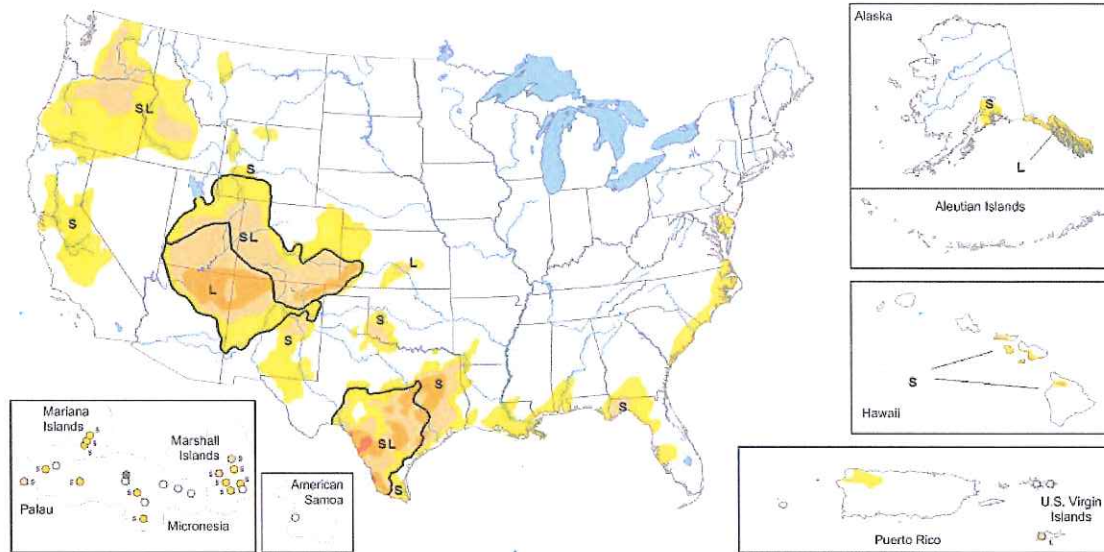 Alaska
S
L
Aleutian Islands
S
Hawaii
SL
S
S
SL
L
L
S
S
S
SL
S
S
Mariana
Islands
S
S
S
Marshall
Islands
S
S
S
S
S
S
S
S
S
S
S
Palau
Micronesia
American
Samoa
U.S. Virgin
Islands
L
Puerto Rico